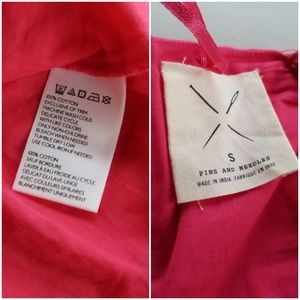 100% COTTON
EXCLUSIVE OF TRIM
MACHINE WASH COLD
DELICATE CYCLE
WITH LIKE COLORS
ONLY NON-CHLORINE
BLEACH WHEN NEEDED
TUMBLE DRY LOW
USE COOL IRON IF NEEDED
100% COTTON
SAUF BORDURE
LAVER À L'EAU FROIDE AU CYCLE
DÉLICAT DU LAVE-LINGE
AVEC COULEURS SIMILAIRES
BLANCHIMENT UNIQUEMENT
S
PINS AND NEEDLES
MADE IN INDIA FABRIQUÉ EN INDE